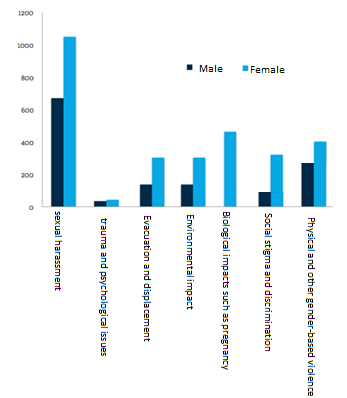 1200
1000
800
600
400
200
0
Male
Female
sexual harassment
trauma and psychological issues
Evacuation and displacement
Environmental impact
Biological impacts such as pregnancy
Social stigma and discrimination
Physical and other gender-based violence